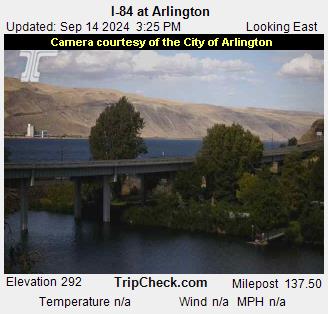 I-84 at Arlington
Updated: Sep 14 2024 3:25 PM Looking East
Camera courtesy of the City of Arlington
Elevation 292 TripCheck.com Milepost 137.50
Temperature n/a Wind n/a MPH n/a